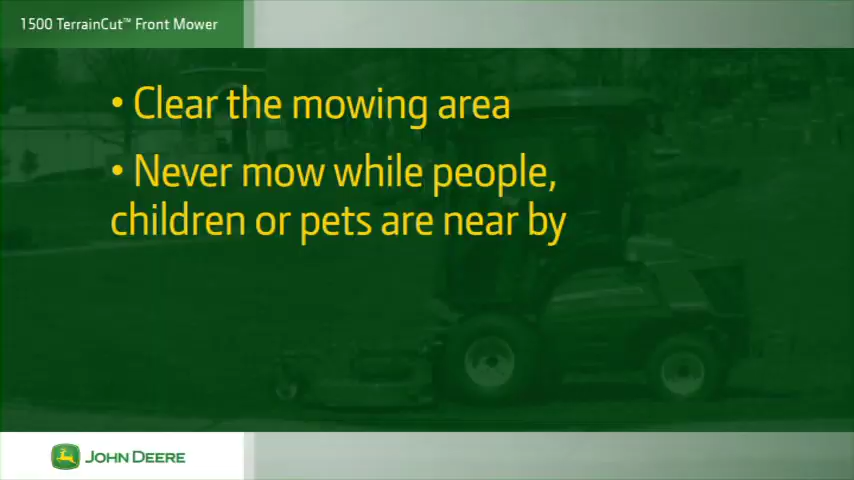 1500 TerrainCut™ Front Mower
• Clear the mowing area
• Never mow while people,
children or pets are near by
JOHN DEERE